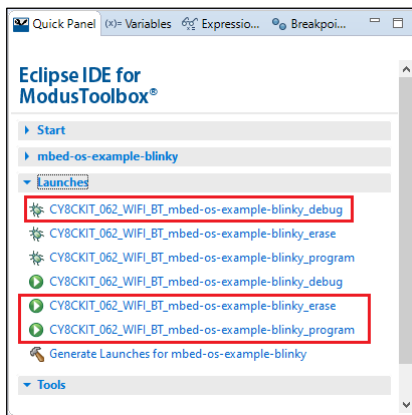 Quick Panel (x)= Variables Expressio... Breakpoi...
Eclipse IDE for
ModusToolbox®
Start
mbed-os-example-blinky
Launches
CY8CKIT_062_WIFI_BT_mbed-os-example-blinky_debug
CY8CKIT_062_WIFI_BT_mbed-os-example-blinky_erase
CY8CKIT_062_WIFI_BT_mbed-os-example-blinky_program
CY8CKIT_062_WIFI_BT_mbed-os-example-blinky_debug
CY8CKIT_062_WIFI_BT_mbed-os-example-blinky_erase
CY8CKIT_062_WIFI_BT_mbed-os-example-blinky_program
Generate Launches for mbed-os-example-blinky
Tools